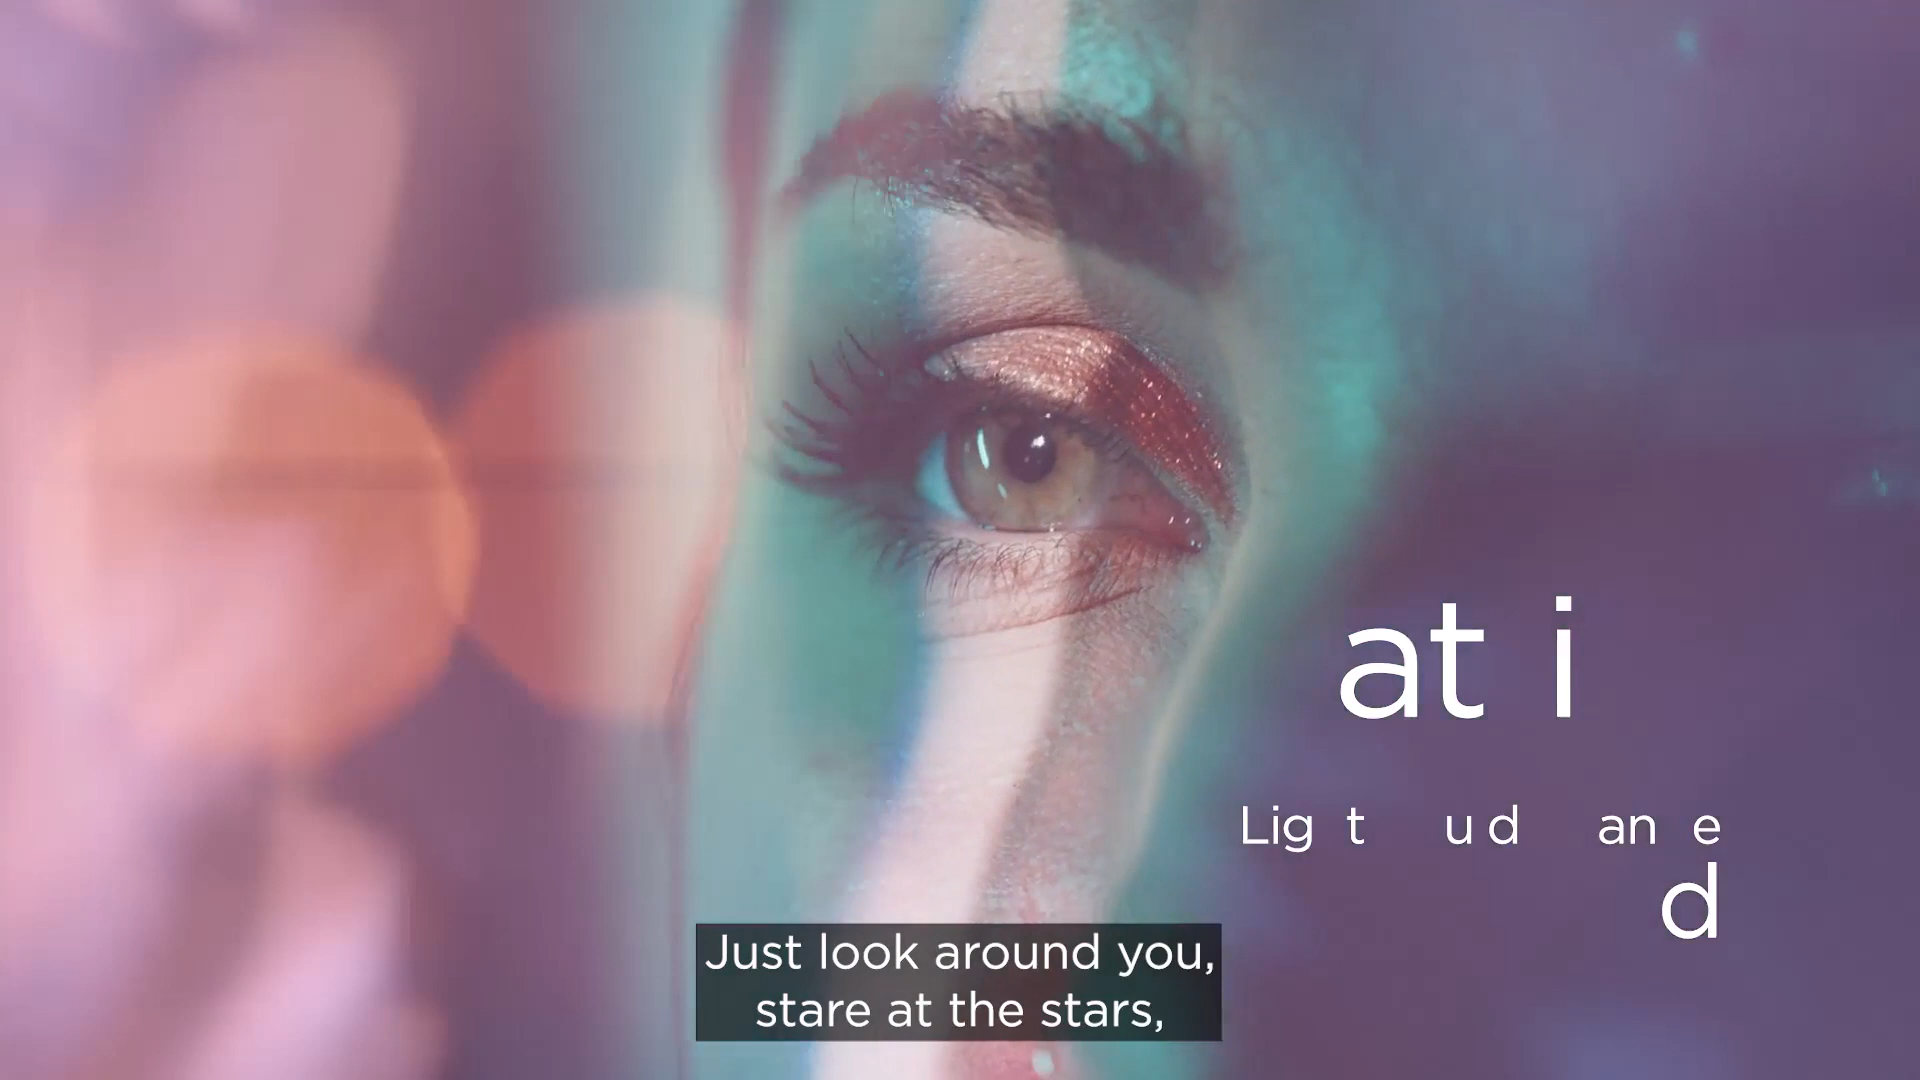 at i
Lig t ud an e
d
Just look around you,
stare at the stars,